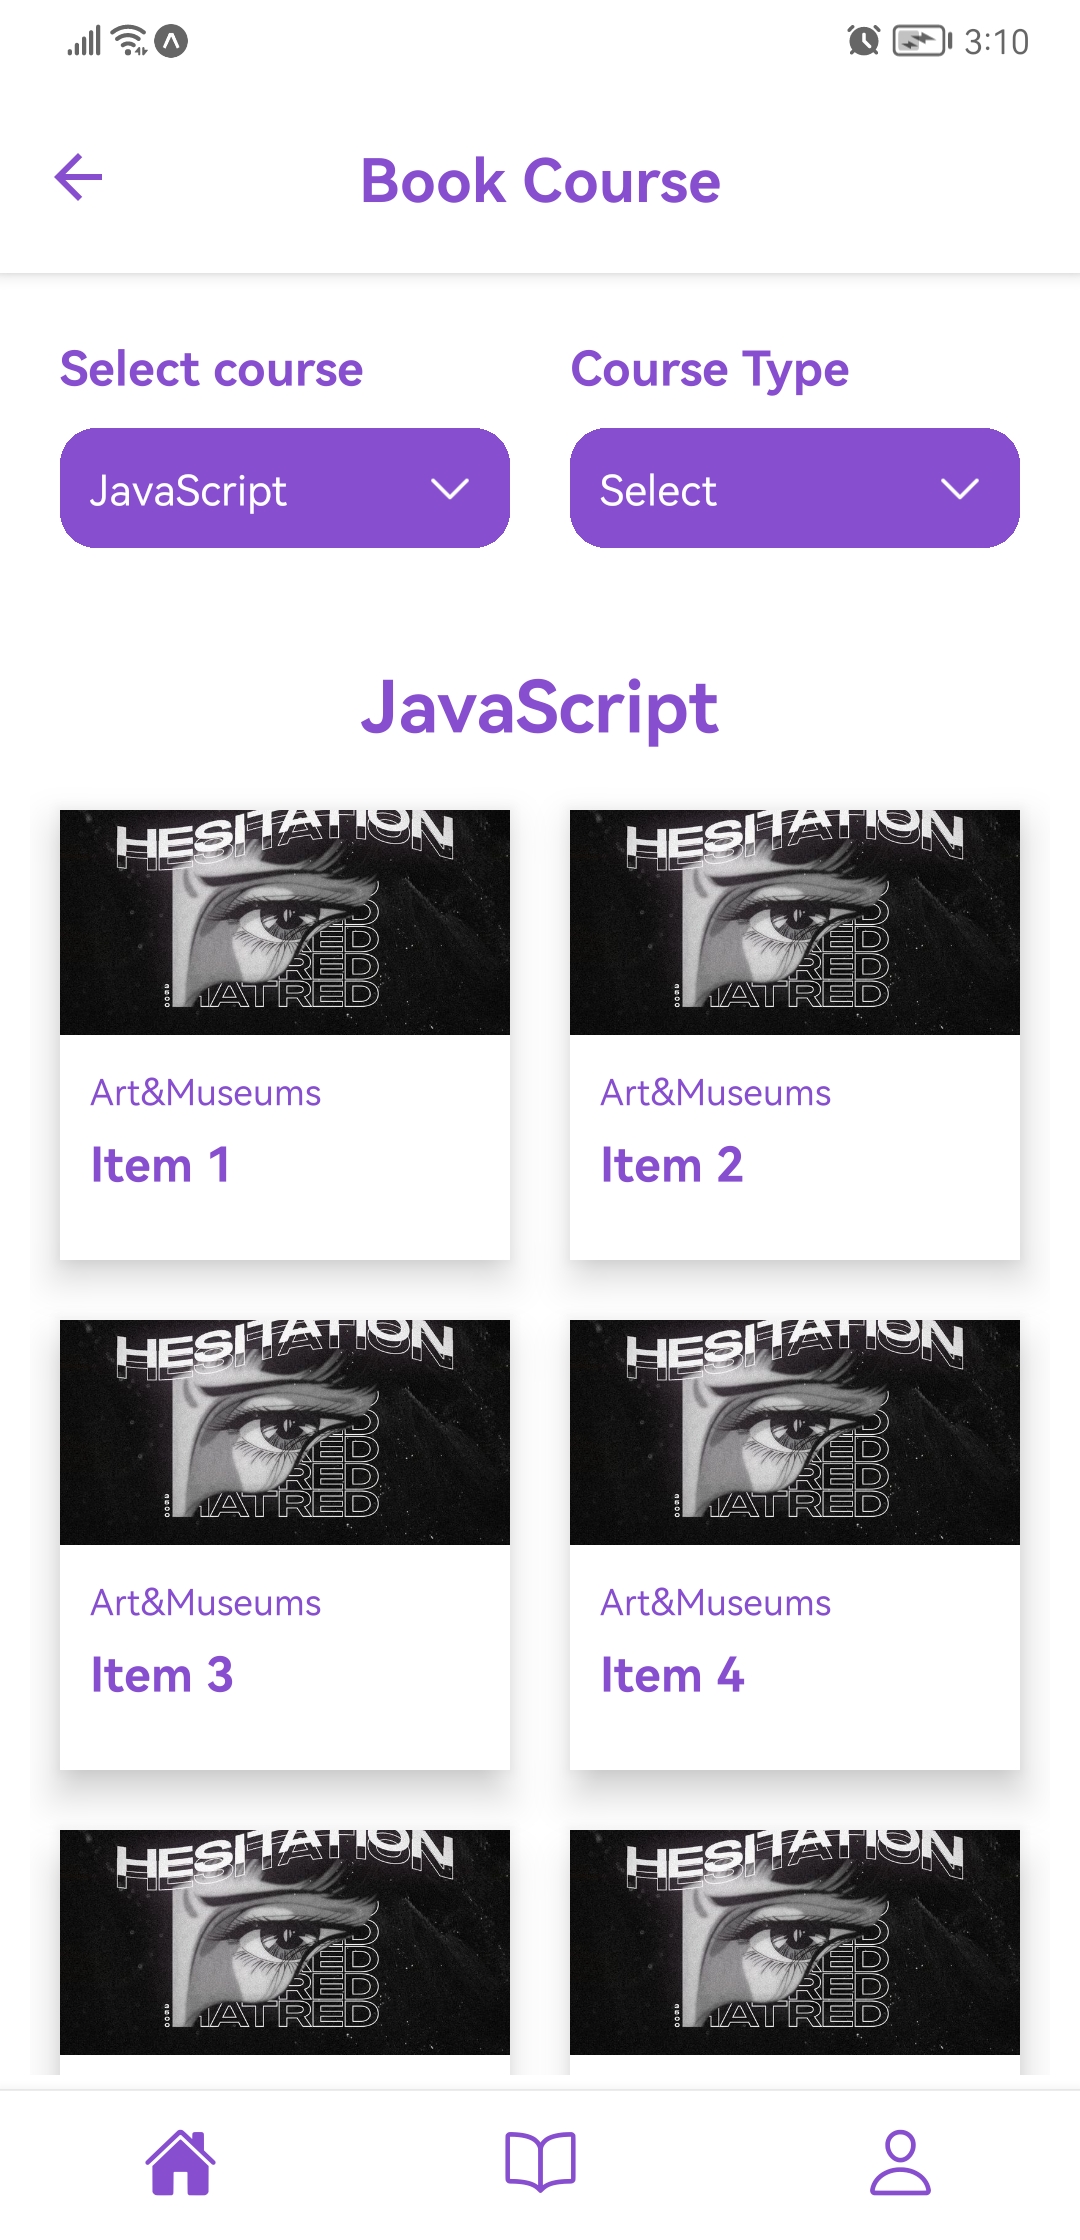 3:10
Book Course
Select course
Course Type
JavaScript
Select
JavaScript
HESITATION
RED
RED
HATRED
HESITATION
RED
RED
HATRED
Art&Museums
Item 1
Art&Museums
Item 2
HESITATION
RED
RED
HATRED
HESITATION
RED
RED
HATRED
Art&Museums
Item 3
Art&Museums
Item 4
HESITATION
RED
RED
HATRED
HESITATION
RED
RED
HATRED